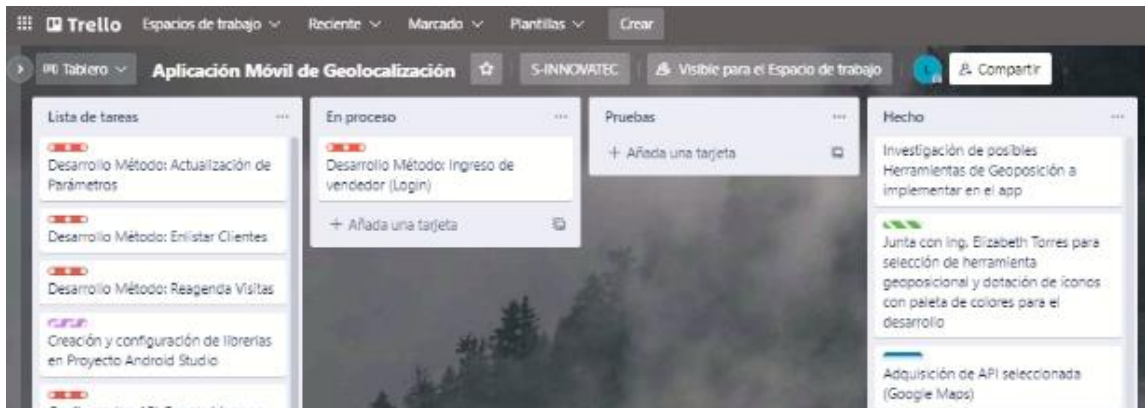 Trello Espacios de trabajo Reciente Marcado Plantillas Crear
Tablero Aplicación Móvil de Geolocalización S-INNOVATEC Visible para el Espacio de trabajo L Compartir
Lista de tareas
Desarrollo Método: Actualización de
Parámetros
Desarrollo Método: Enlistar Clientes
Desarrollo Método: Reagenda Visitas
Creación y configuración de librerías
en Proyecto Android Studio
En proceso
Desarrollo Método: Ingreso de
vendedor (Login)
+ Añada una tarjeta
Pruebas
+ Añada una tarjeta
Hecho
Investigación de posibles
Herramientas de Geoposición a
implementar en el app
Junta con ing. Elizabeth Torres para
selección de herramienta
geoposicional y dotación de íconos
con paleta de colores para el
desarrollo
Adquisición de API seleccionada
(Google Maps)